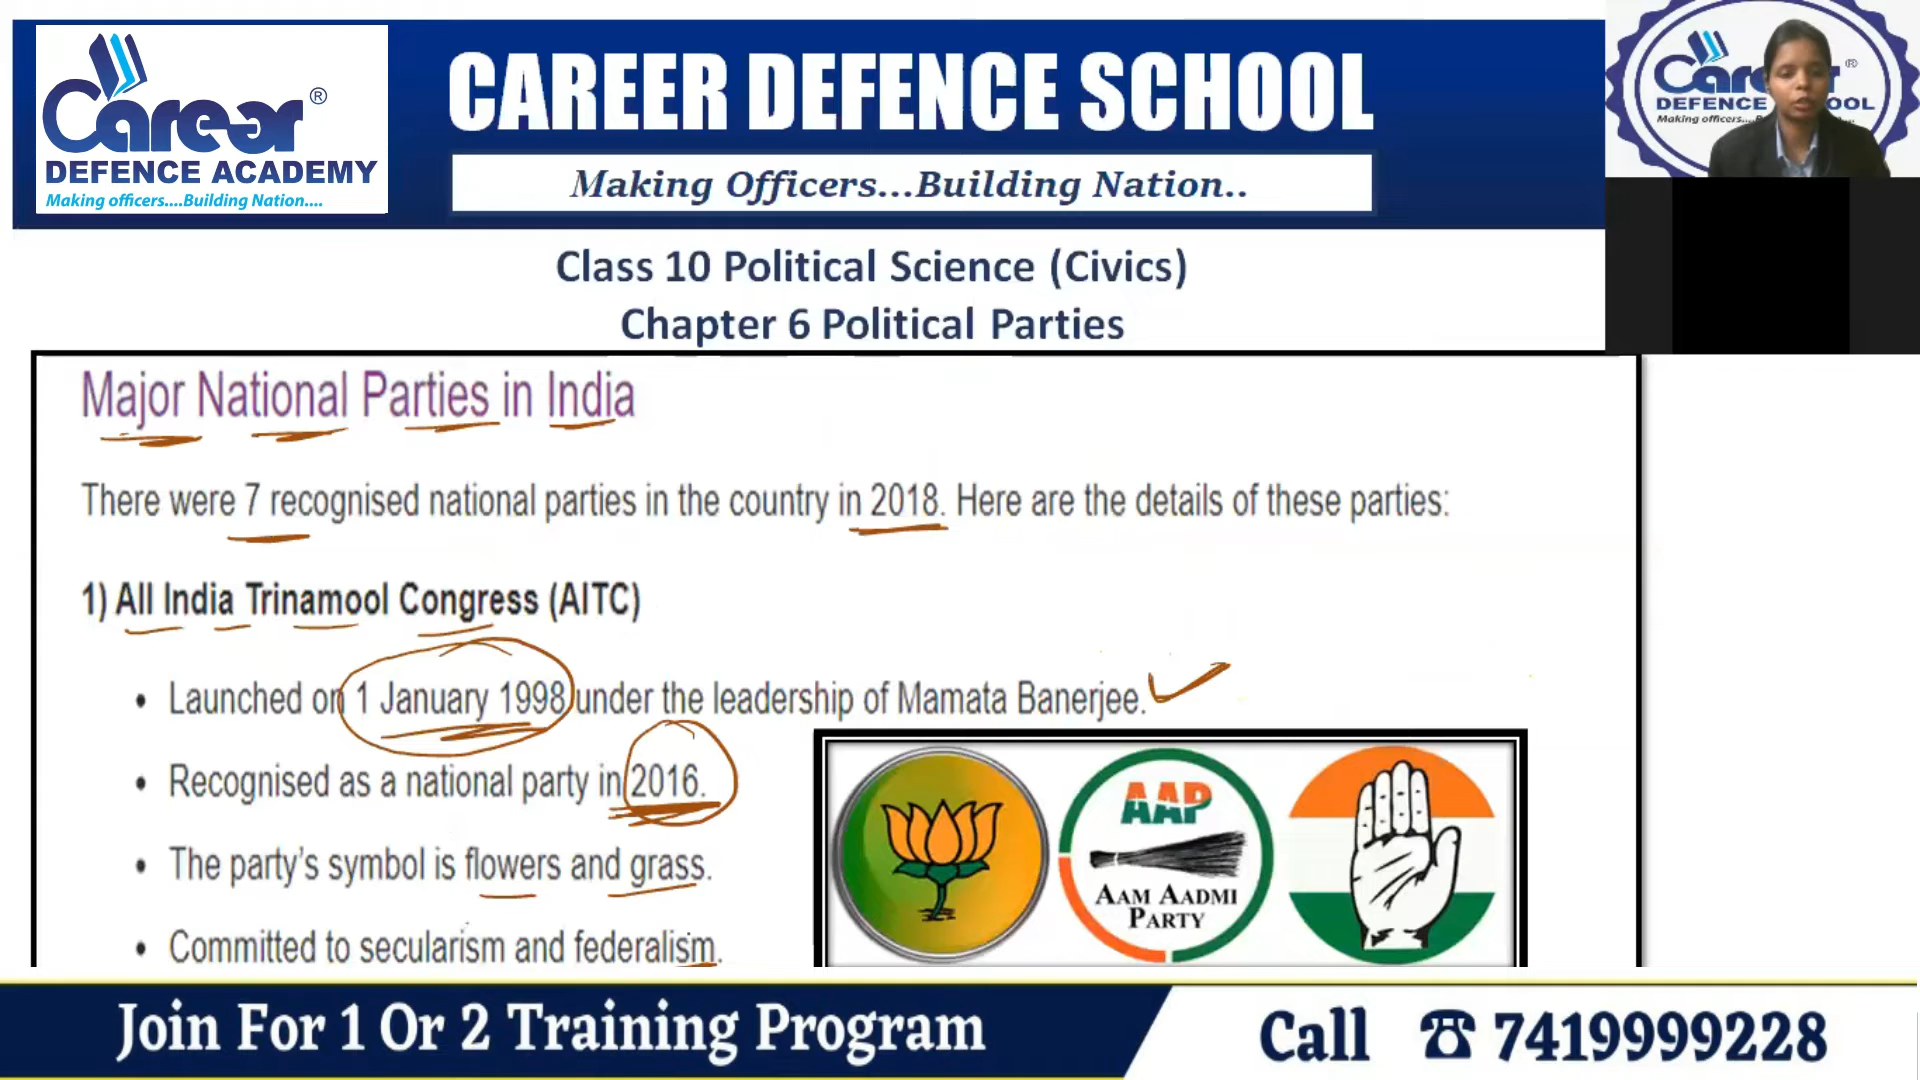 Career ®
DEFENCE ACADEMY
Making officers....Building Nation....
CAREER DEFENCE SCHOOL
Making Officers...Building Nation..
®
DEFENCE
OOL
Making officers....
Class 10 Political Science (Civics)
Chapter 6 Political Parties
Major National Parties in India
There were 7 recognised national parties in the country in 2018. Here are the details of these parties:
1) All India Trinamool Congress (AITC)
• Launched on 1 January 1998 under the leadership of Mamata Banerjee.
• Recognised as a national party in 2016.
• The party’s symbol is flowers and grass.
• Committed to secularism and federalism.
AAP
AAM AADMI
PARTY
Join For 1 Or 2 Training Program
Call ☎ 7419999228